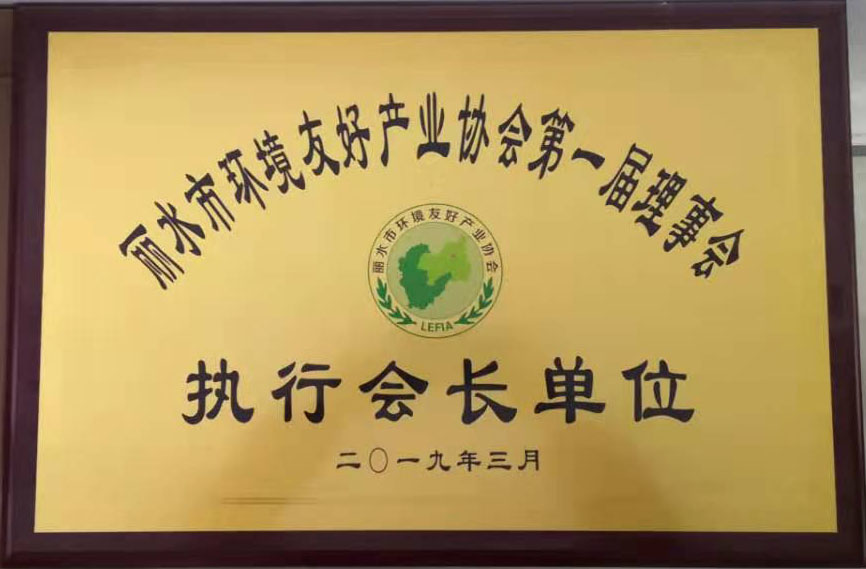 丽水市环境友好产业协会第一届理事会
丽水市环境友好产业协会
LEFIA
执行会长单位
二〇一九年三月